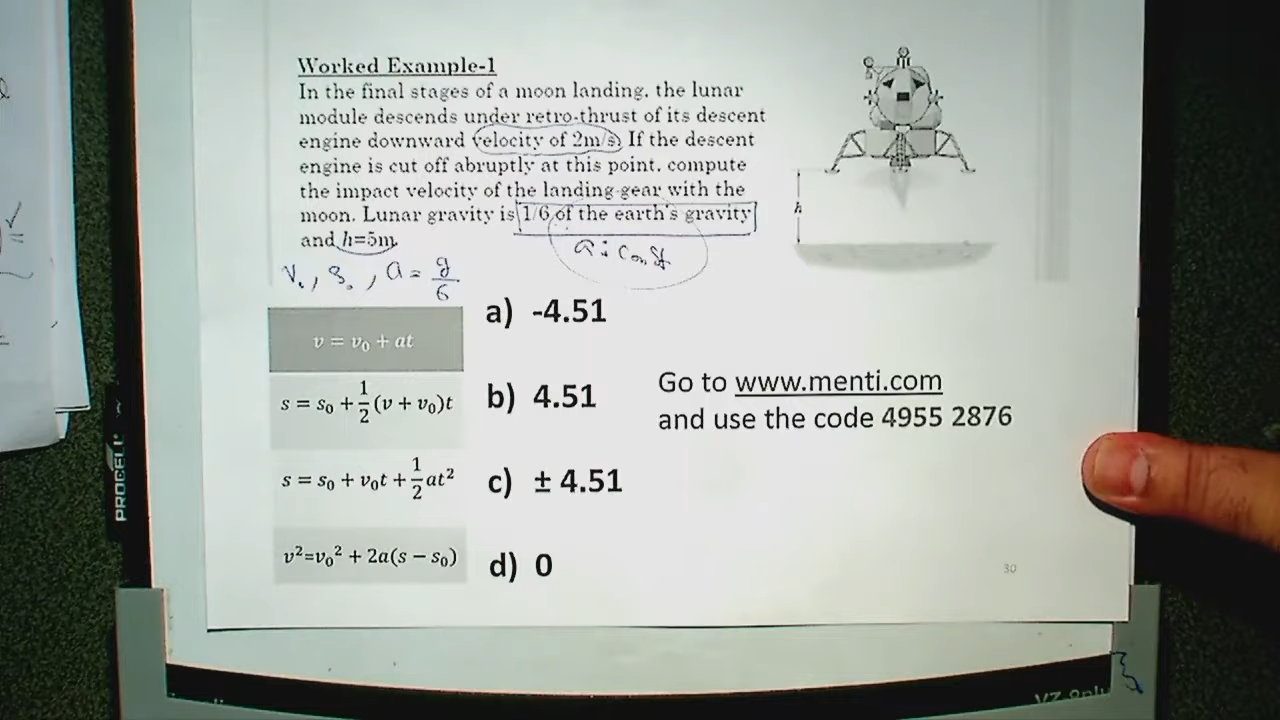 Worked Example-1
In the final stages of a moon landing, the lunar
module descends under retro-thrust of its descent
engine downward velocity of 2m/s. If the descent
engine is cut off abruptly at this point, compute
the impact velocity of the landing gear with the
moon. Lunar gravity is 1/6 of the earth's gravity
and h=5m.
h
a: const
v₀, s₀, a = g/6
v = v₀ + at
s = s₀ + 1/2 (v + v₀)t
s = s₀ + v₀t + 1/2 at²
v²=v₀² + 2a(s − s₀)
a) -4.51
b) 4.51
c) ± 4.51
d) 0
Go to www.menti.com
and use the code 4955 2876
30
PROCELL